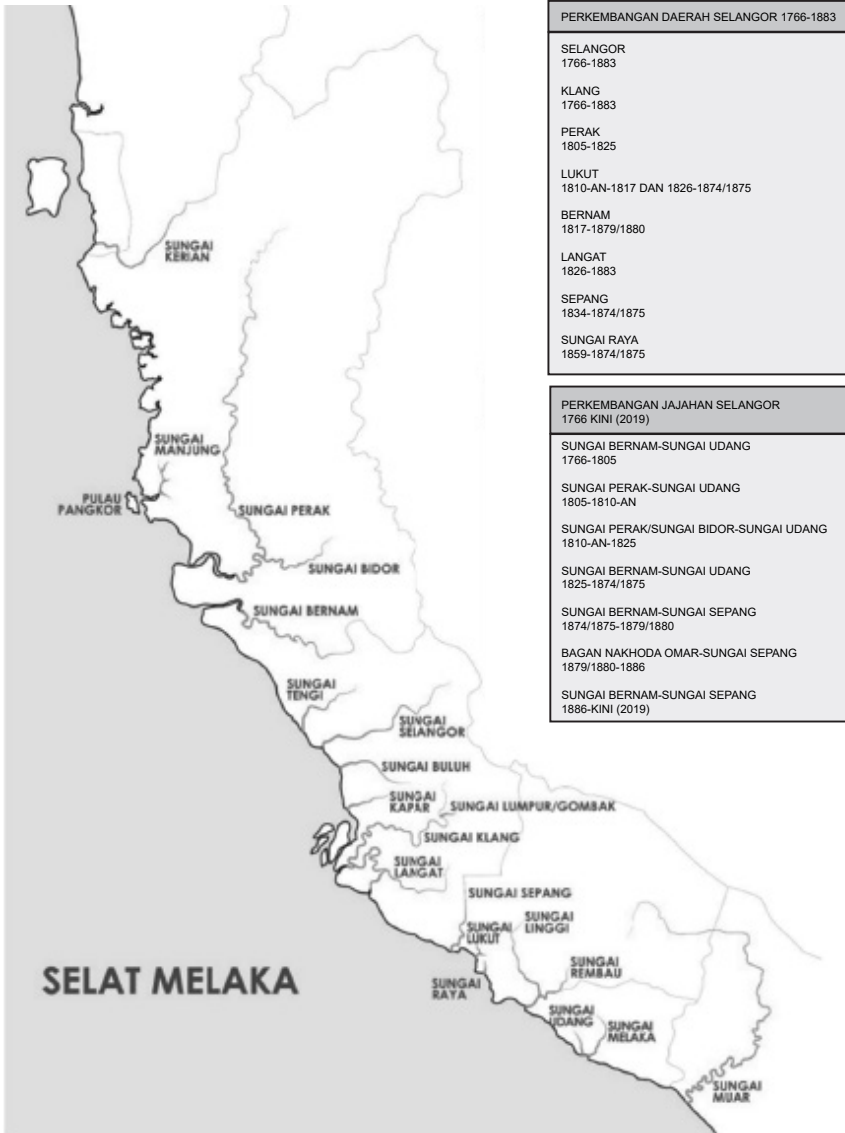 PERKEMBANGAN DAERAH SELANGOR 1766-1883
SELANGOR
1766-1883
KLANG
1766-1883
PERAK
1805-1825
LUKUT
1810-AN-1817 DAN 1826-1874/1875
BERNAM
1817-1879/1880
LANGAT
1826-1883
SEPANG
1834-1874/1875
SUNGAI RAYA
1859-1874/1875
PERKEMBANGAN JAJAHAN SELANGOR
1766 KINI (2019)
SUNGAI BERNAM-SUNGAI UDANG
1766-1805
SUNGAI PERAK-SUNGAI UDANG
1805-1810-AN
SUNGAI PERAK/SUNGAI BIDOR-SUNGAI UDANG
1810-AN-1825
SUNGAI BERNAM-SUNGAI UDANG
1825-1874/1875
SUNGAI BERNAM-SUNGAI SEPANG
1874/1875-1879/1880
BAGAN NAKHODA OMAR-SUNGAI SEPANG
1879/1880-1886
SUNGAI BERNAM-SUNGAI SEPANG
1886-KINI (2019)
SUNGAI
KERIAN
SUNGAI
MANJUNG
PULAU
PANGKOR
SUNGAI PERAK
SUNGAI BIDOR
SUNGAI BERNAM
SUNGAI
TENGI
SUNGAI
SELANGOR
SUNGAI BULUH
SUNGAI
KAPAR
SUNGAI LUMPUR/GOMBAK
SUNGAI KLANG
SUNGAI
LANGAT
SUNGAI SEPANG
SUNGAI
LINGGI
SUNGAI
LUKUT
SUNGAI
REMBAU
SUNGAI
RAYA
SELAT MELAKA
SUNGAI
UDANG
SUNGAI
MELAKA
SUNGAI
MUAR